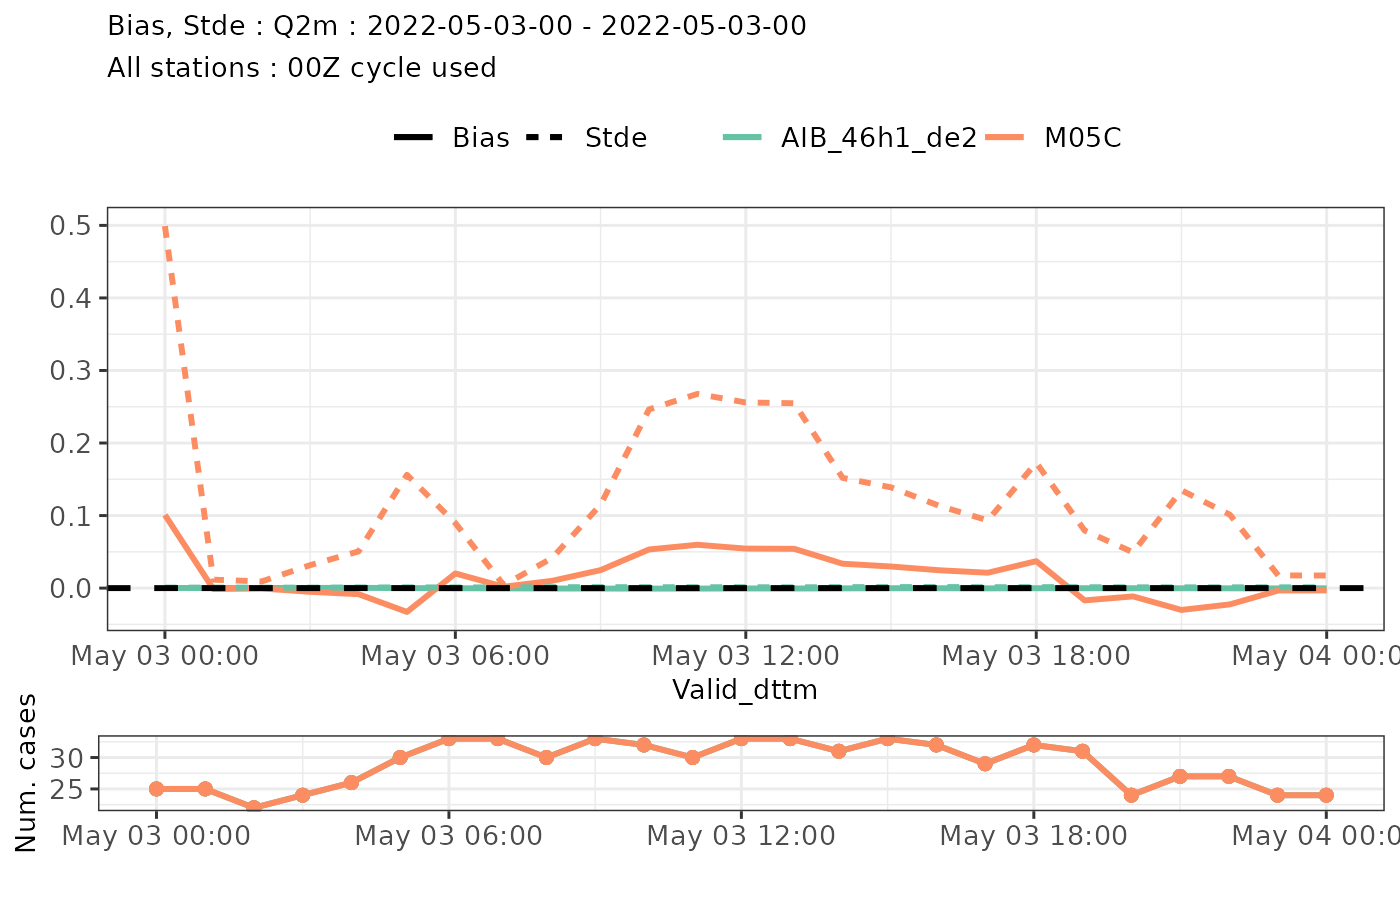 Bias, Stde : Q2m : 2022-05-03-00 - 2022-05-03-00
All stations : 00Z cycle used
Bias Stde AIB_46h1_de2 M05C
0.5
0.4
0.3
0.2
0.1
0.0
May 03 00:00 May 03 06:00 May 03 12:00 May 03 18:00 May 04 00:0
Valid_dttm
Num. cases
30
25
May 03 00:00 May 03 06:00 May 03 12:00 May 03 18:00 May 04 00:0